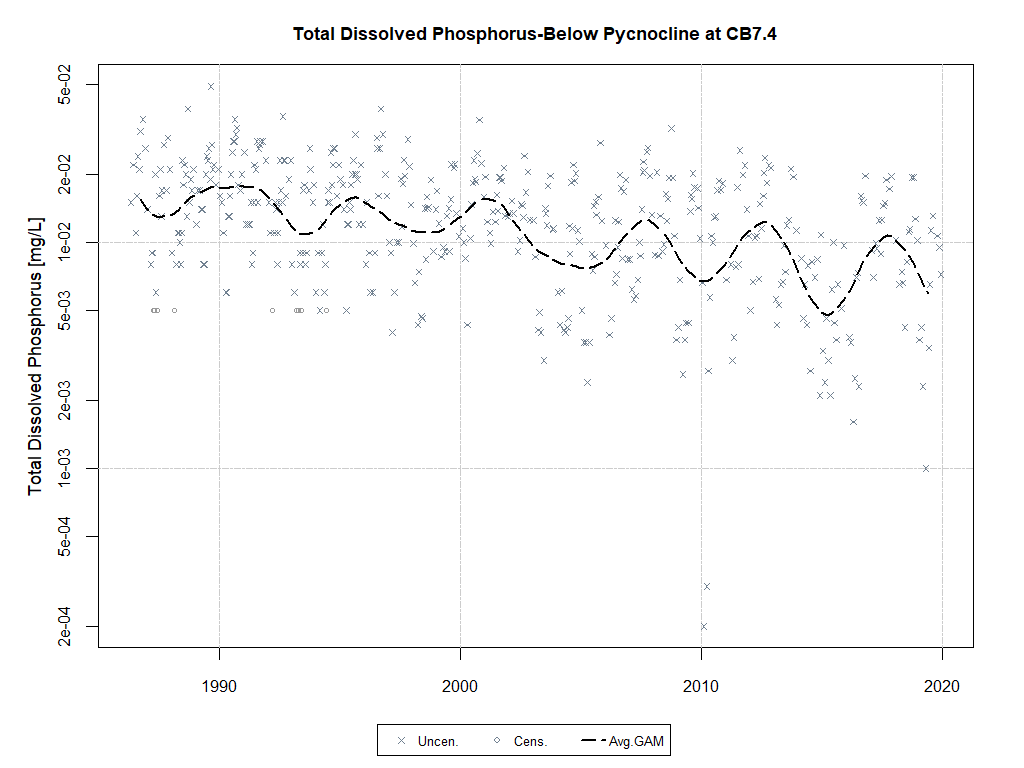 Total Dissolved Phosphorus-Below Pycnocline at CB7.4
Total Dissolved Phosphorus [mg/L]
5e-02
2e-02
1e-02
5e-03
2e-03
1e-03
5e-04
2e-04
1990 2000 2010 2020
Uncen. Cens. Avg.GAM